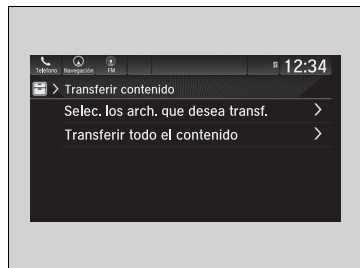 Teléfono Navegación FM 12:34
> Transferir contenido
Selec. los arch. que desea transf. >
Transferir todo el contenido >